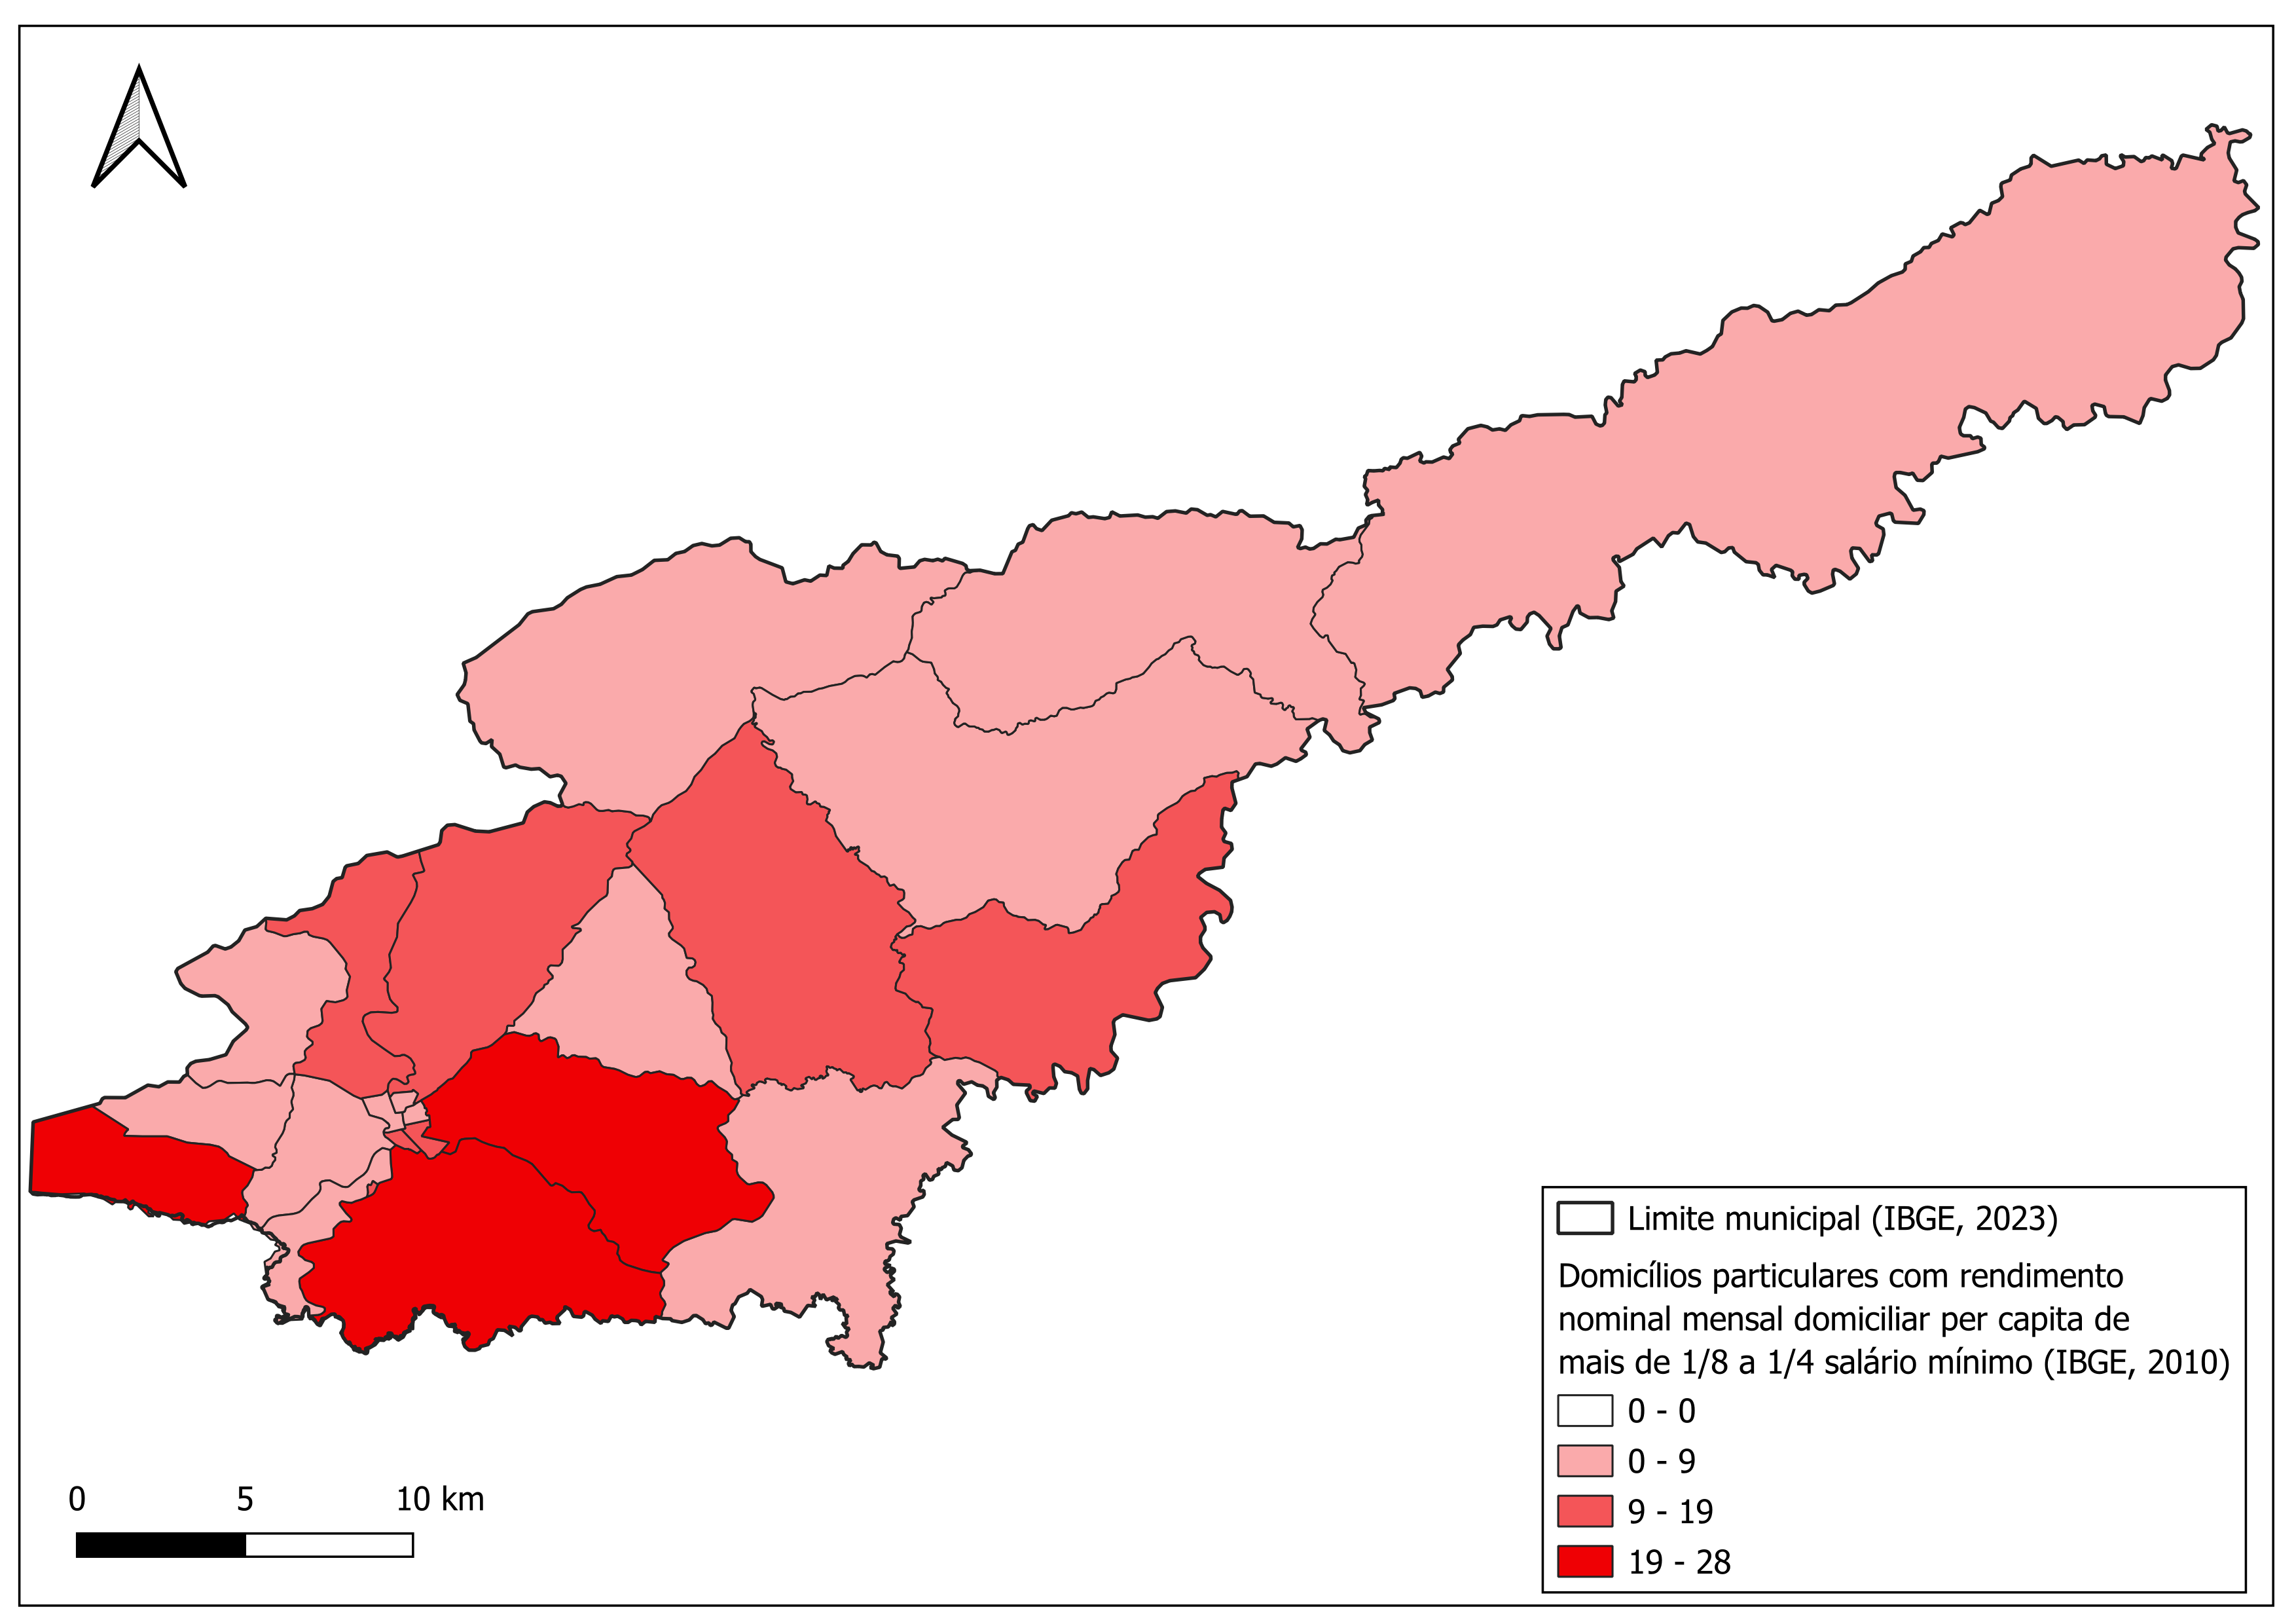 Limite municipal (IBGE, 2023)
Domicílios particulares com rendimento
nominal mensal domiciliar per capita de
mais de 1/8 a 1/4 salário mínimo (IBGE, 2010)
0 - 0
0 - 9
9 - 19
19 - 28
0 5 10 km